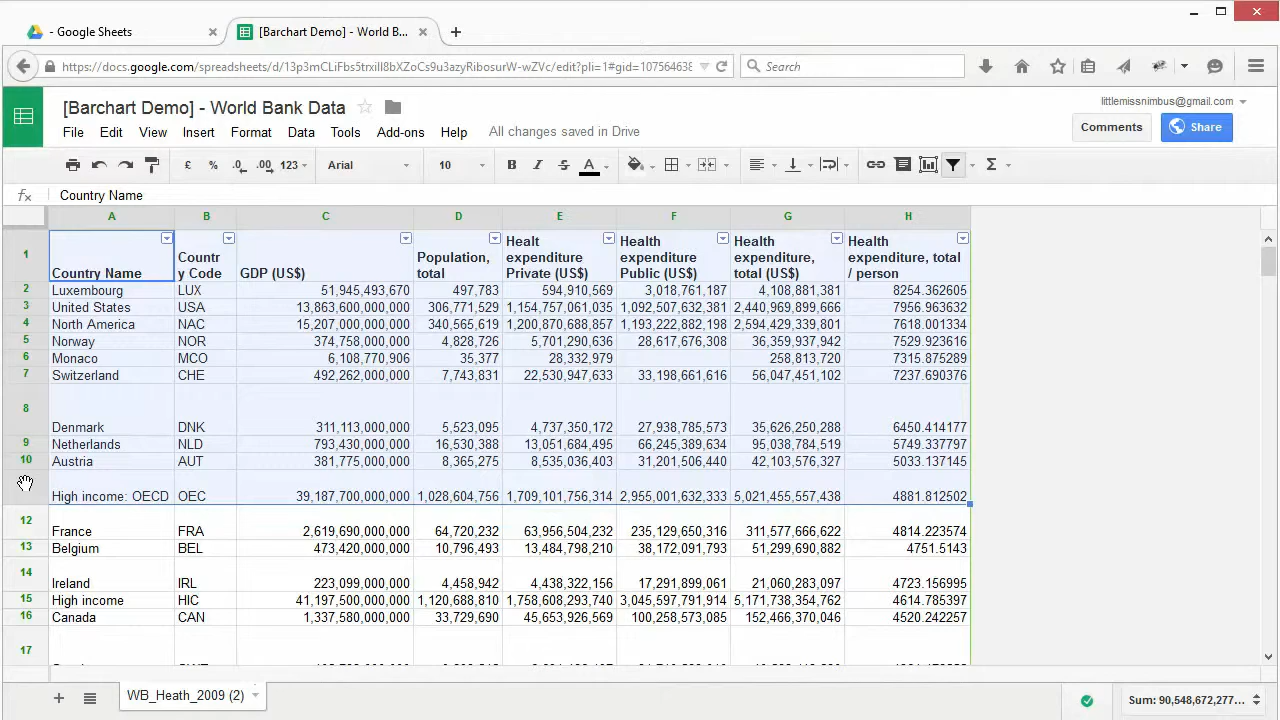 - Google Sheets
[Barchart Demo] - World B...
https://docs.google.com/spreadsheets/d/
Search
[Barchart Demo] - World Bank Data
littlemissnimbus@gmail.com
File Edit View Insert Format Data Tools Add-ons Help All changes saved in Drive
Comments Share
£ % .0 .00 123 Arial 10 B I S A Σ
fx Country Name
A B C D E F G H
1 Country Name Country Code GDP (US$) Population, total Healt expenditure Private (US$) Health expenditure Public (US$) Health expenditure, total (US$) Health expenditure, total / person
2 Luxembourg LUX 51,945,493,670 497,783 594,910,569 3,018,761,187 4,108,881,381 8254.362605
3 United States USA 13,863,600,000,000 306,771,529 1,154,757,061,035 1,092,507,632,381 2,440,969,899,666 7956.963632
4 North America NAC 15,207,000,000,000 340,565,619 1,200,870,688,857 1,193,222,882,198 2,594,429,339,801 7618.001334
5 Norway NOR 374,758,000,000 4,828,726 5,701,290,636 28,617,676,308 36,359,937,942 7529.923616
6 Monaco MCO 6,108,770,906 35,377 28,332,979 258,813,720 7315.875289
7 Switzerland CHE 492,262,000,000 7,743,831 22,530,947,633 33,198,661,616 56,047,451,102 7237.690376
8 Denmark DNK 311,113,000,000 5,523,095 4,737,350,172 27,938,785,573 35,626,250,288 6450.414177
9 Netherlands NLD 793,430,000,000 16,530,388 13,051,684,495 66,245,389,634 95,038,784,519 5749.337797
10 Austria AUT 381,775,000,000 8,365,275 8,535,036,403 31,201,506,440 42,103,576,327 5033.137145
High income: OECD OEC 39,187,700,000,000 1,028,604,756 1,709,101,756,314 2,955,001,632,333 5,021,455,557,438 4881.812502
12 France FRA 2,619,690,000,000 64,720,232 63,956,504,232 235,129,650,316 311,577,666,622 4814.223574
13 Belgium BEL 473,420,000,000 10,796,493 13,484,798,210 38,172,091,793 51,299,690,882 4751.5143
14 Ireland IRL 223,099,000,000 4,458,942 4,438,322,156 17,291,899,061 21,060,283,097 4723.156995
15 High income HIC 41,197,500,000,000 1,120,688,810 1,758,608,293,740 3,045,597,791,914 5,171,738,354,762 4614.785397
16 Canada CAN 1,337,580,000,000 33,729,690 45,653,926,569 100,258,573,085 152,466,370,046 4520.242257
17
WB_Heath_2009 (2) Sum: 90,548,672,277...